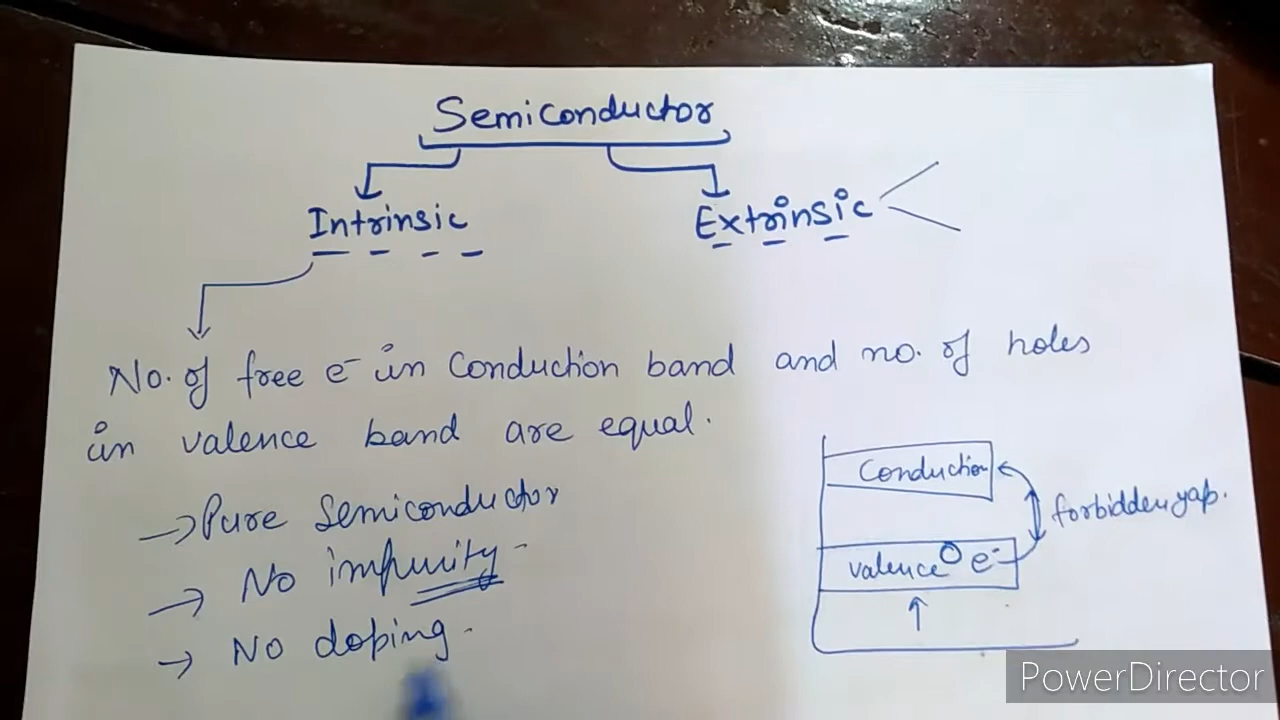 Semiconductor
Intrinsic
Extrinsic
No. of free e⁻ in Conduction band and no. of holes
in valence band are equal.
→ Pure semiconductor
→ No impurity.
→ No doping.
Conduction
forbidden gap.
valence e⁻
PowerDirector